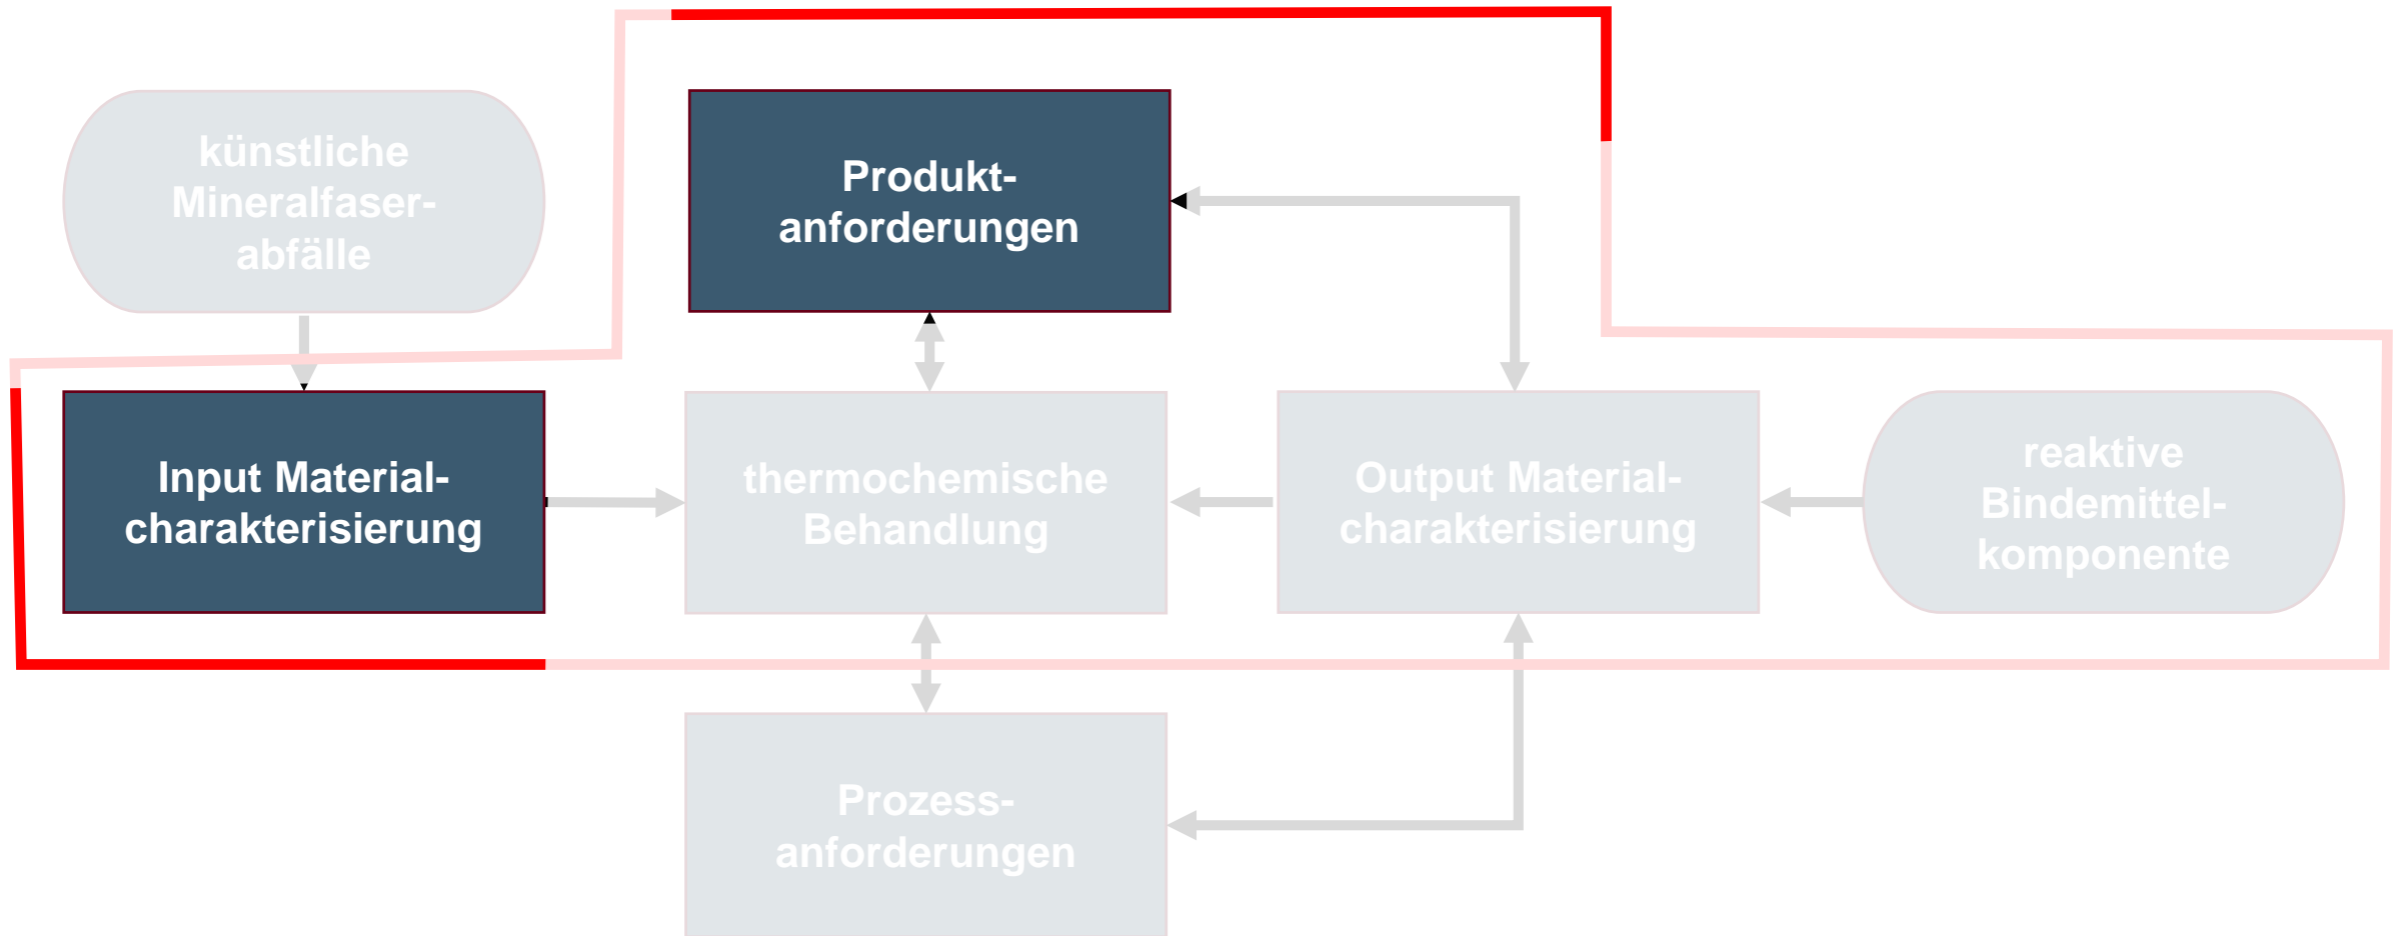 künstliche
Mineralfaser-
abfälle
Produkt-
anforderungen
Input Material-
charakterisierung
thermochemische
Behandlung
Output Material-
charakterisierung
reaktive
Bindemittel-
komponente
Prozess-
anforderungen